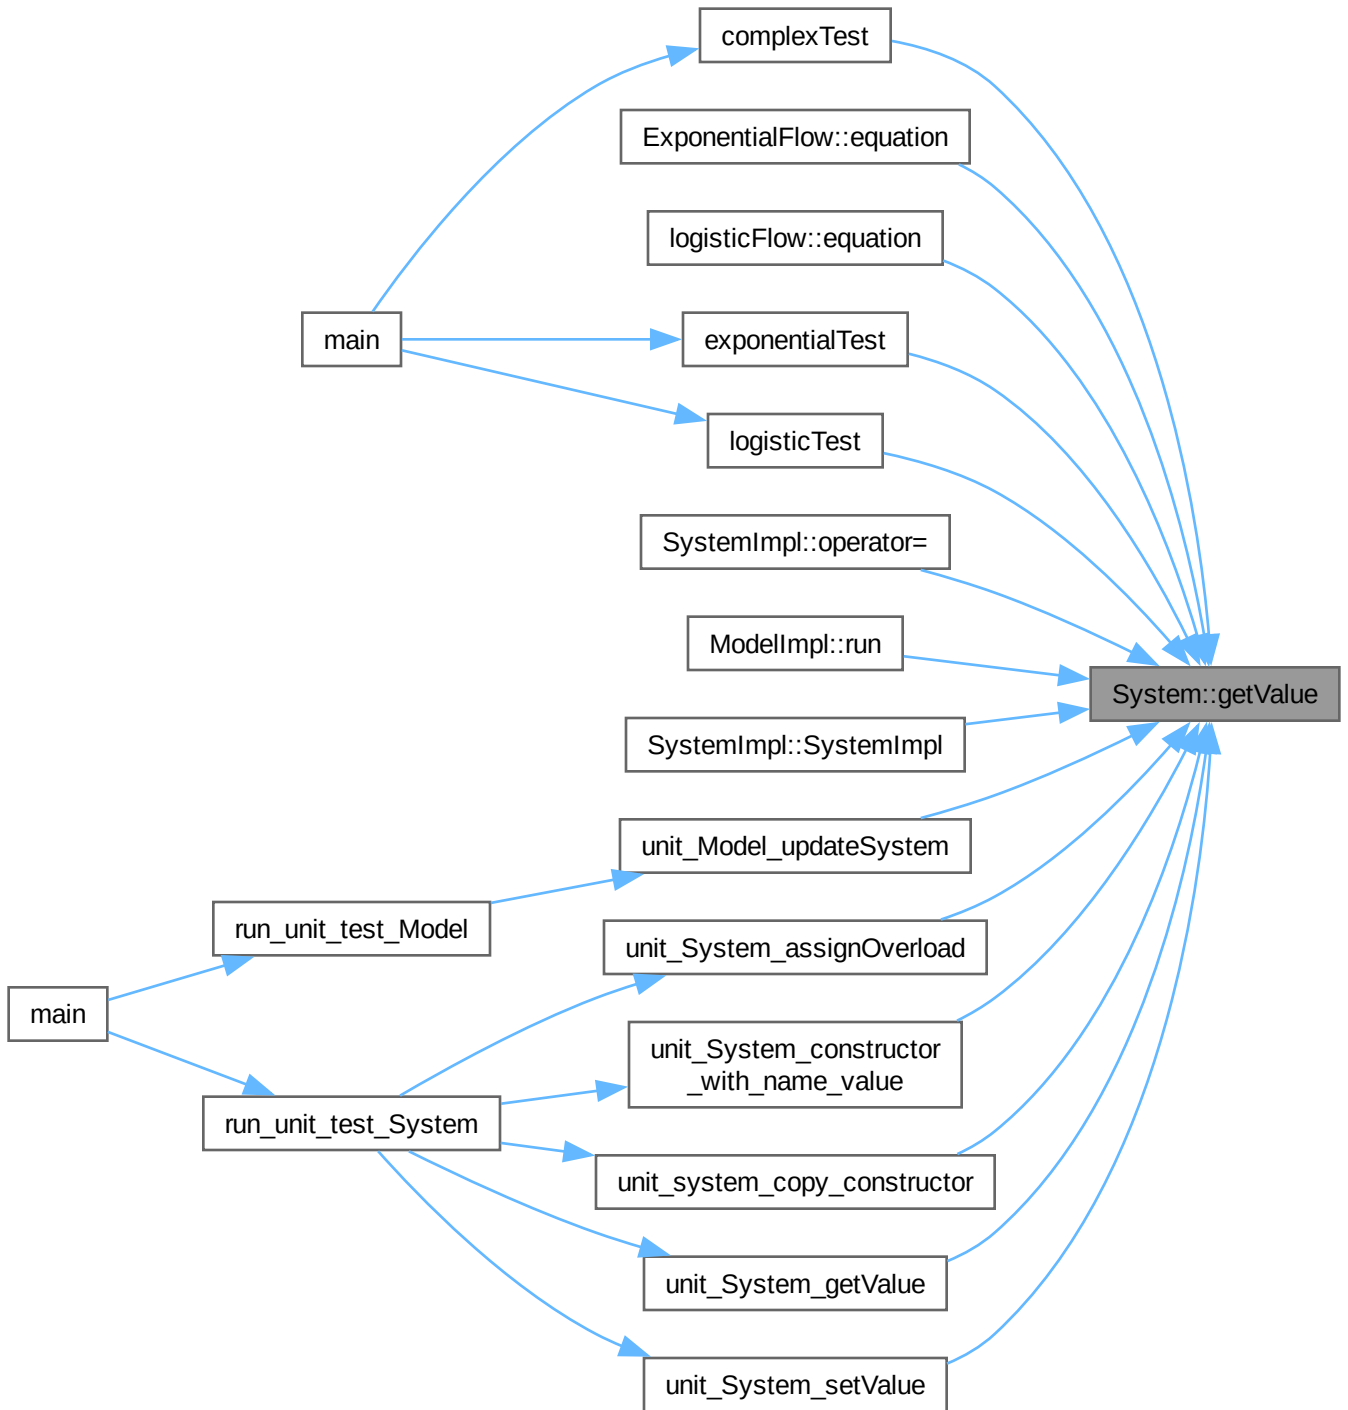 complexTest
ExponentialFlow::equation
logisticFlow::equation
main
exponentialTest
logisticTest
SystemImpl::operator=
ModelImpl::run
System::getValue
SystemImpl::SystemImpl
unit_Model_updateSystem
run_unit_test_Model
unit_System_assignOverload
main
unit_System_constructor
_with_name_value
run_unit_test_System
unit_system_copy_constructor
unit_System_getValue
unit_System_setValue